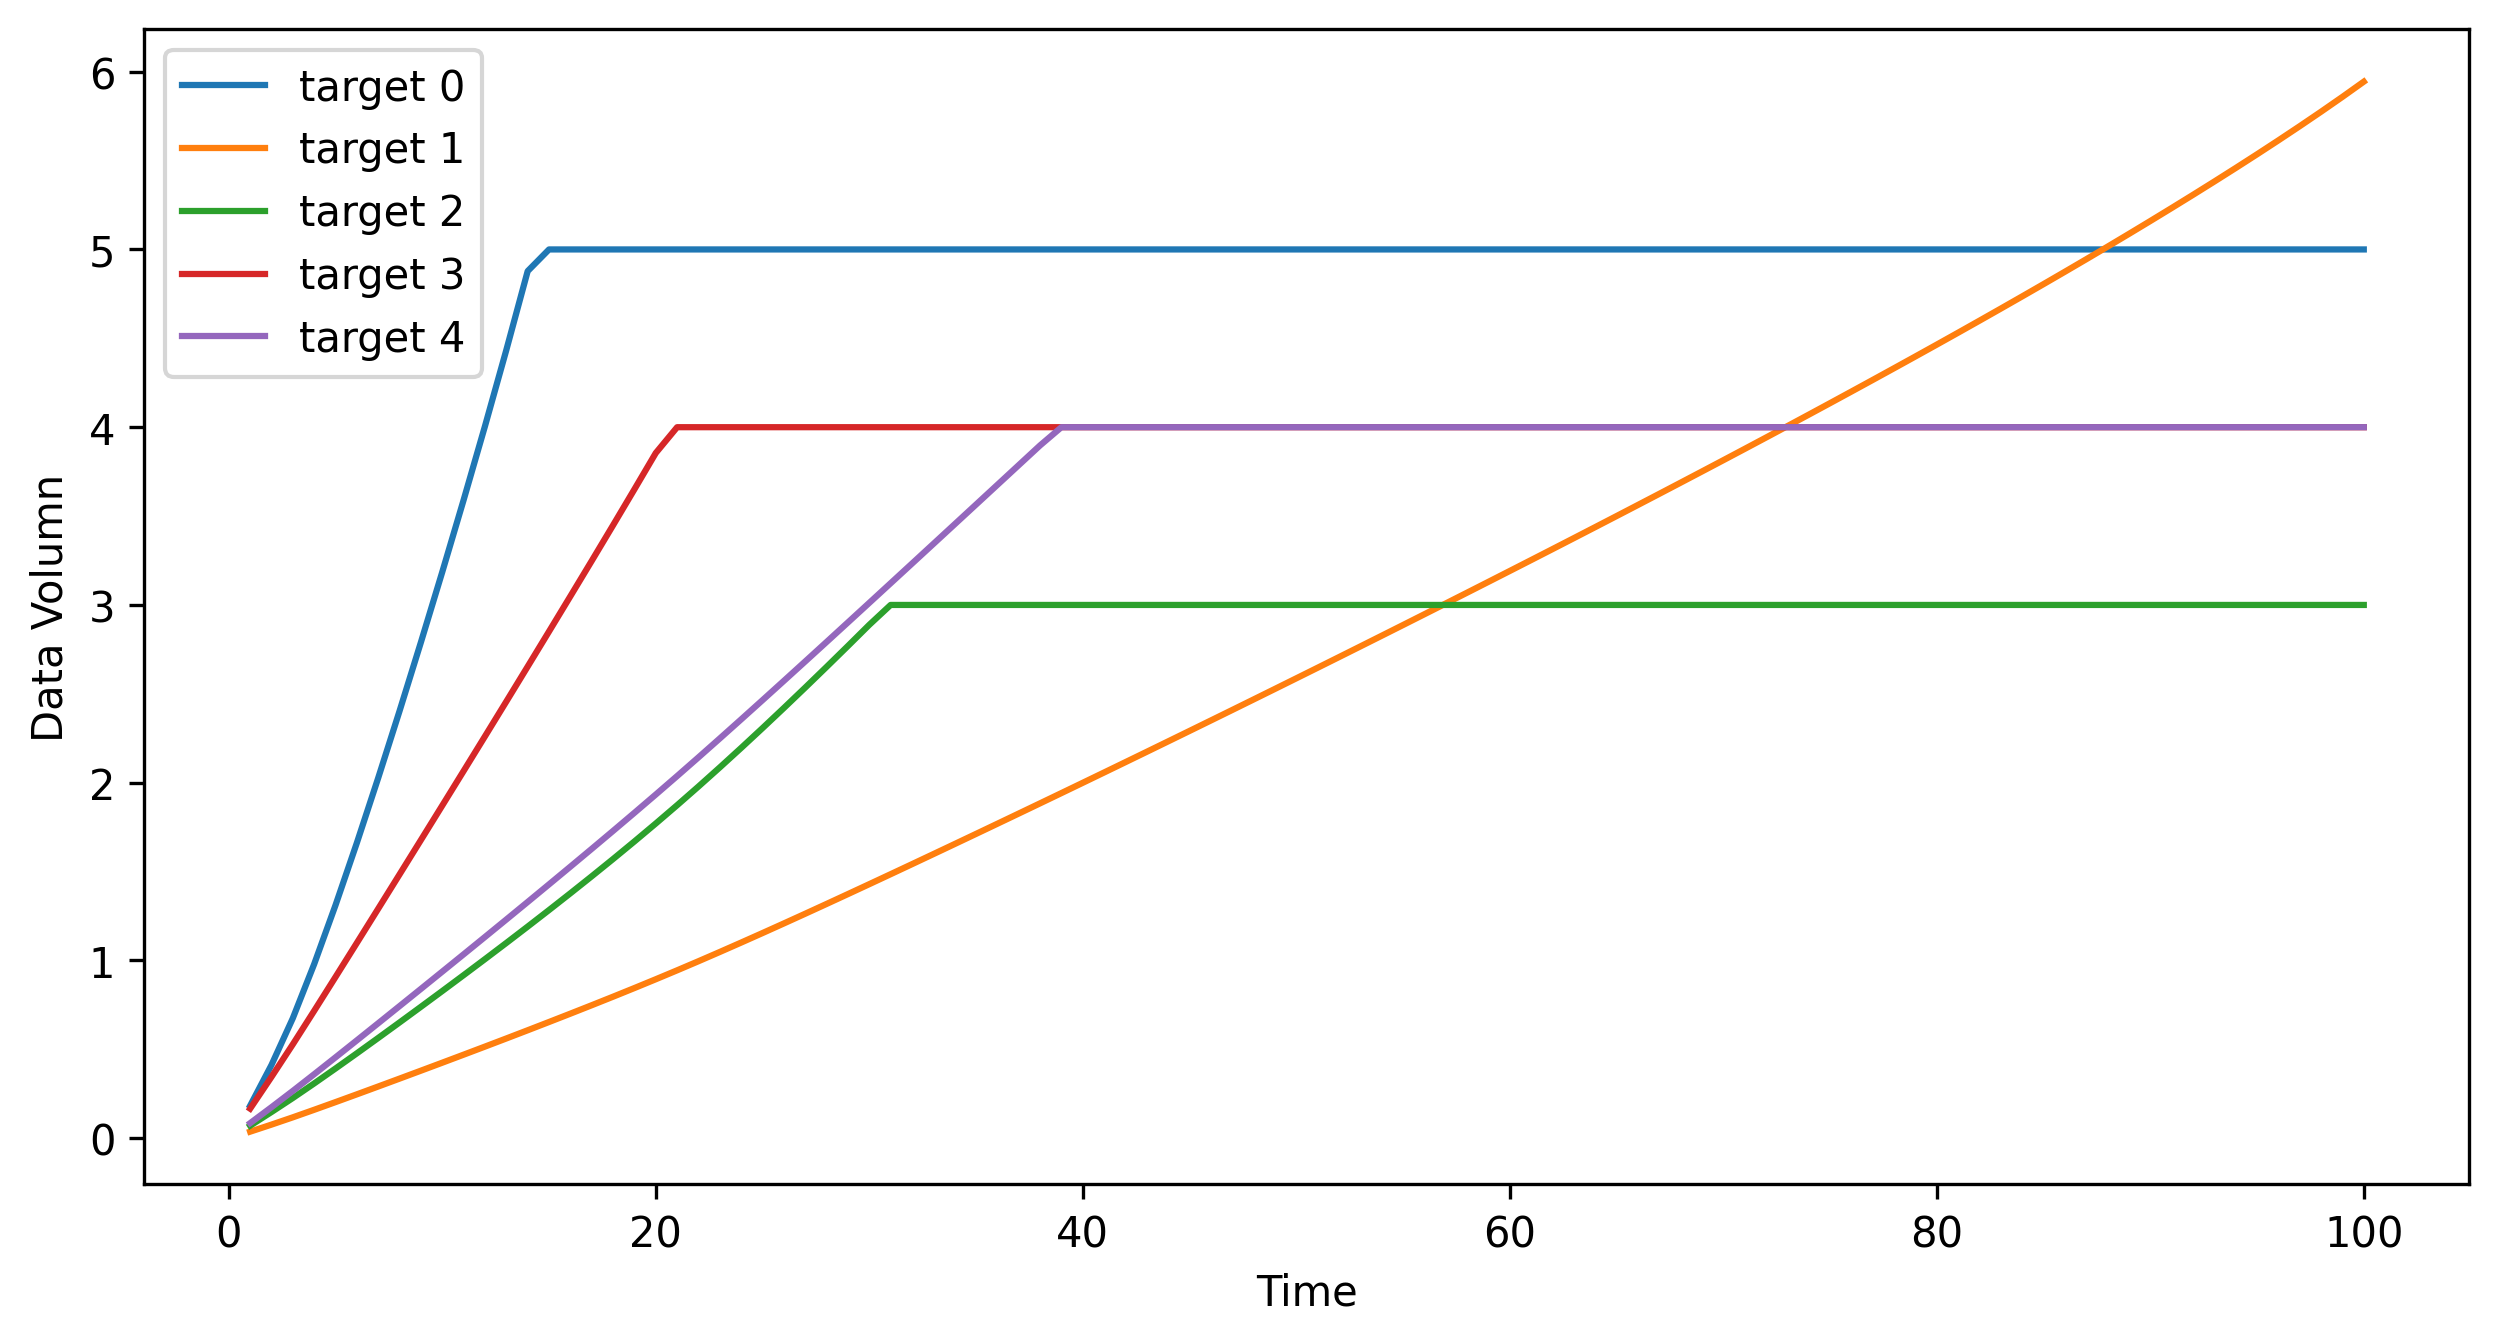 target 0
target 1
target 2
target 3
target 4
6
5
4
3
2
1
0
Data Volumn
0 20 40 60 80 100
Time